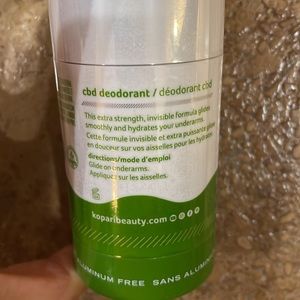 cbd deodorant / déodorant cbd
This extra strength, invisible formula glides
smoothly and hydrates your underarms.
Cette formule invisible et extra puissante glisse
en douceur sur vos aisselles pour les hydrater.
directions/mode d'emploi
Glide on underarms.
Appliquez sur les aisselles.
koparibeauty.com
ALUMINUM FREE SANS ALUMI